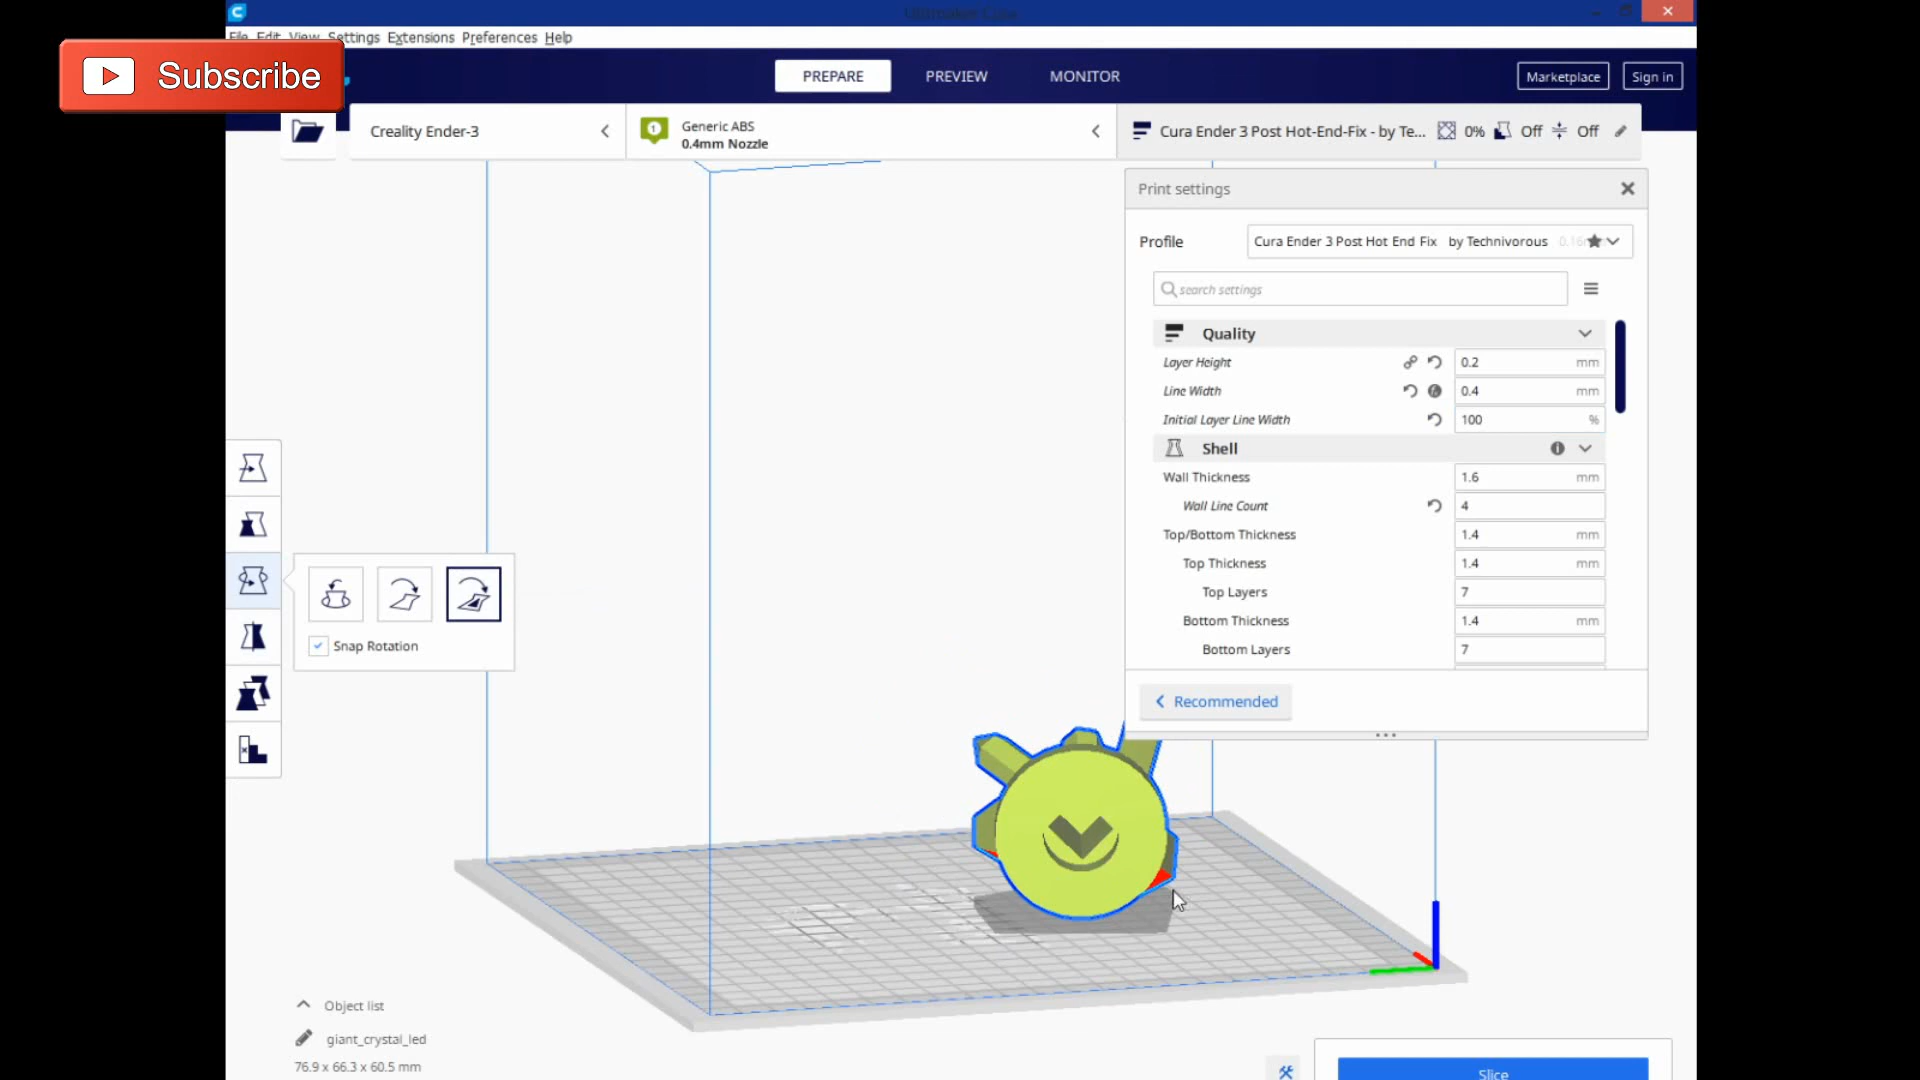 Ultimaker Cura
File Edit View Settings Extensions Preferences Help
Subscribe
PREPARE PREVIEW MONITOR
Marketplace Sign in
Creality Ender-3
1 Generic ABS
0.4mm Nozzle
Cura Ender 3 Post Hot-End-Fix - by Te... 0% Off Off
Print settings
Profile Cura Ender 3 Post Hot End Fix by Technivorous
search settings
Quality
Layer Height 0.2 mm
Line Width 0.4 mm
Initial Layer Line Width 100 %
Shell
Wall Thickness 1.6 mm
Wall Line Count 4
Top/Bottom Thickness 1.4 mm
Top Thickness 1.4 mm
Top Layers 7
Bottom Thickness 1.4 mm
Bottom Layers 7
Recommended
Snap Rotation
Object list
giant_crystal_led
76.9 x 66.3 x 60.5 mm
Slice